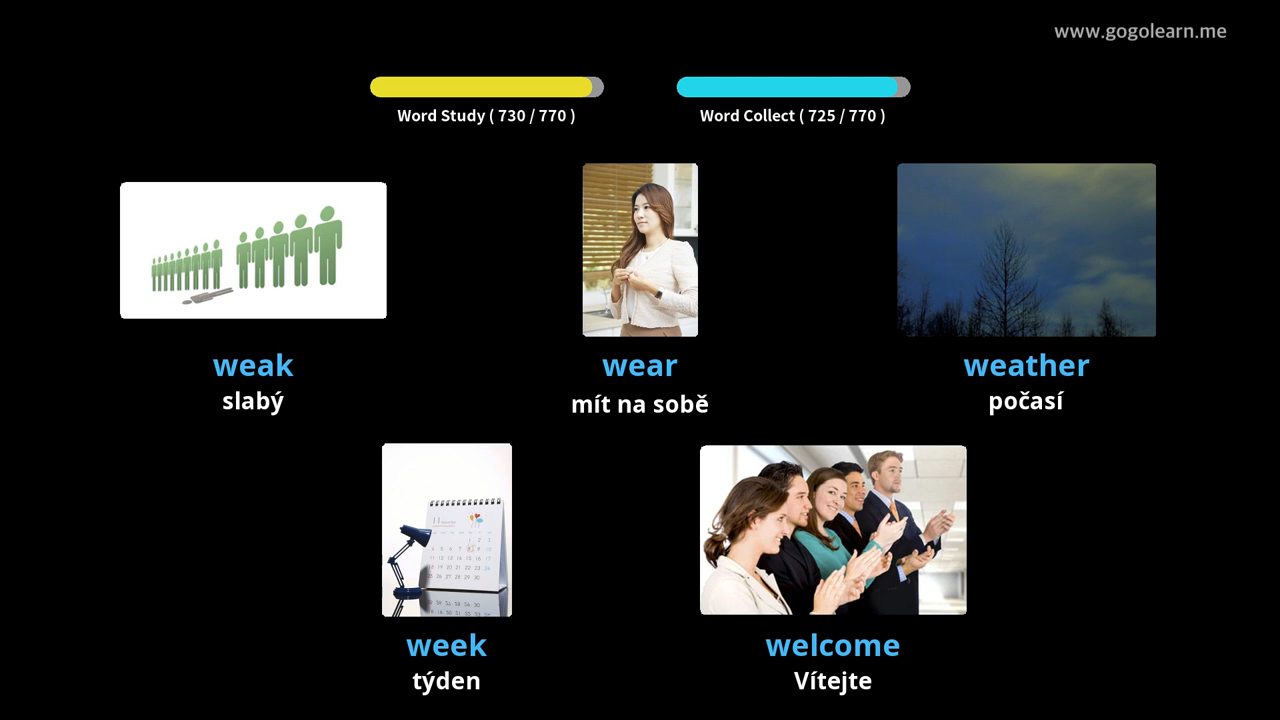 www.gogolearn.me
Word Study ( 730 / 770 )
Word Collect ( 725 / 770 )
weak
slabý
wear
mít na sobě
weather
počasí
week
týden
welcome
Vítejte